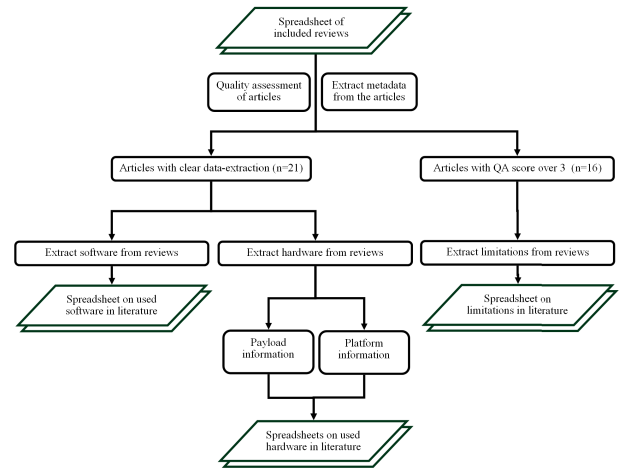 Spreadsheet of
included reviews
Quality assessment
of articles
Extract metadata
from the articles
Articles with clear data-extraction (n=21)
Articles with QA score over 3 (n=16)
Extract software from reviews
Extract hardware from reviews
Extract limitations from reviews
Spreadsheet on used
software in literature
Spreadsheet on
limitations in literature
Payload
information
Platform
information
Spreadsheets on used
hardware in literature